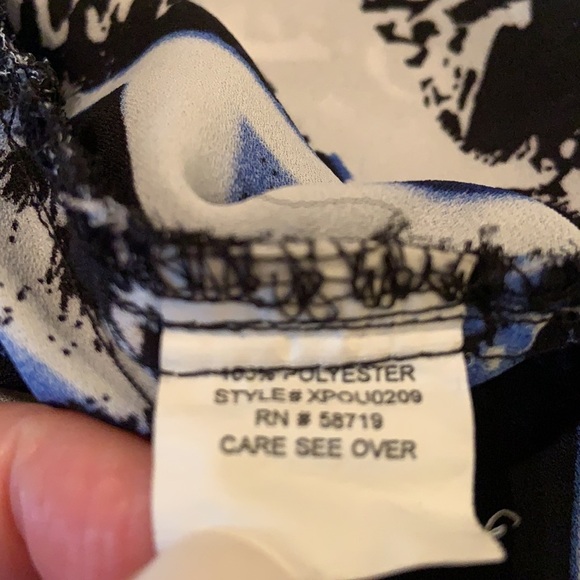 100% POLYESTER
STYLE# XPOU0209
RN # 58719
CARE SEE OVER